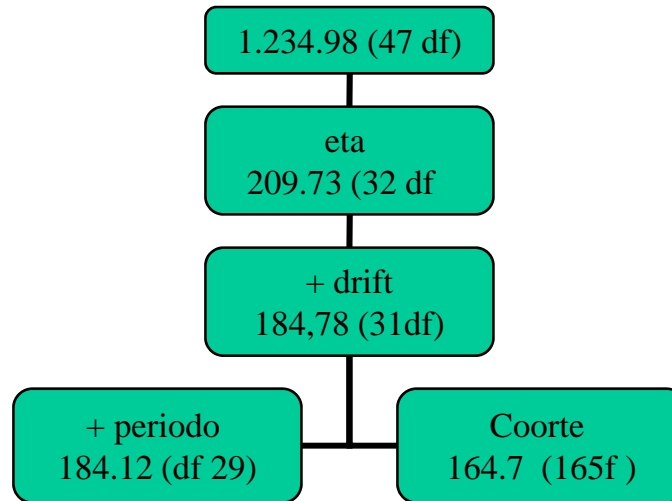 1.234.98 (47 df)
eta
209.73 (32 df
+ drift
184,78 (31df)
+ periodo
184.12 (df 29)
Coorte
164.7 (165f )